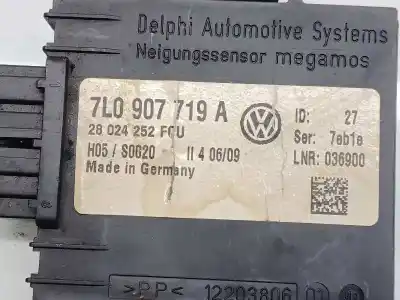 Delphi Automotive Systems
Neigungssensor megamos
7L0 907 719 A
ID: 27
28 024 252 FCU
Ser: 7eb1e
H05 / S0620 II 4 06/09
LNR: 036900
Made in Germany
>PP< 12203806